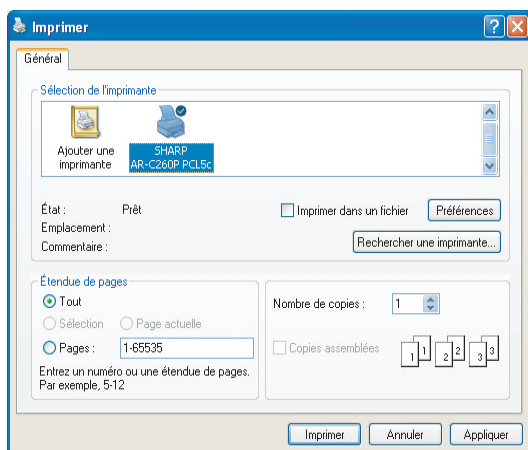 Imprimer
Général
Sélection de l'imprimante
Ajouter une
imprimante
SHARP
AR-C260P PCL5c
État :
Prêt
Imprimer dans un fichier
Préférences
Emplacement :
Commentaire :
Rechercher une imprimante...
Étendue de pages
Tout
Sélection
Page actuelle
Pages :
1-65535
Entrez un numéro ou une étendue de pages.
Par exemple, 5-12
Nombre de copies :
1
Copies assemblées
1 1 2 2 3 3
Imprimer
Annuler
Appliquer